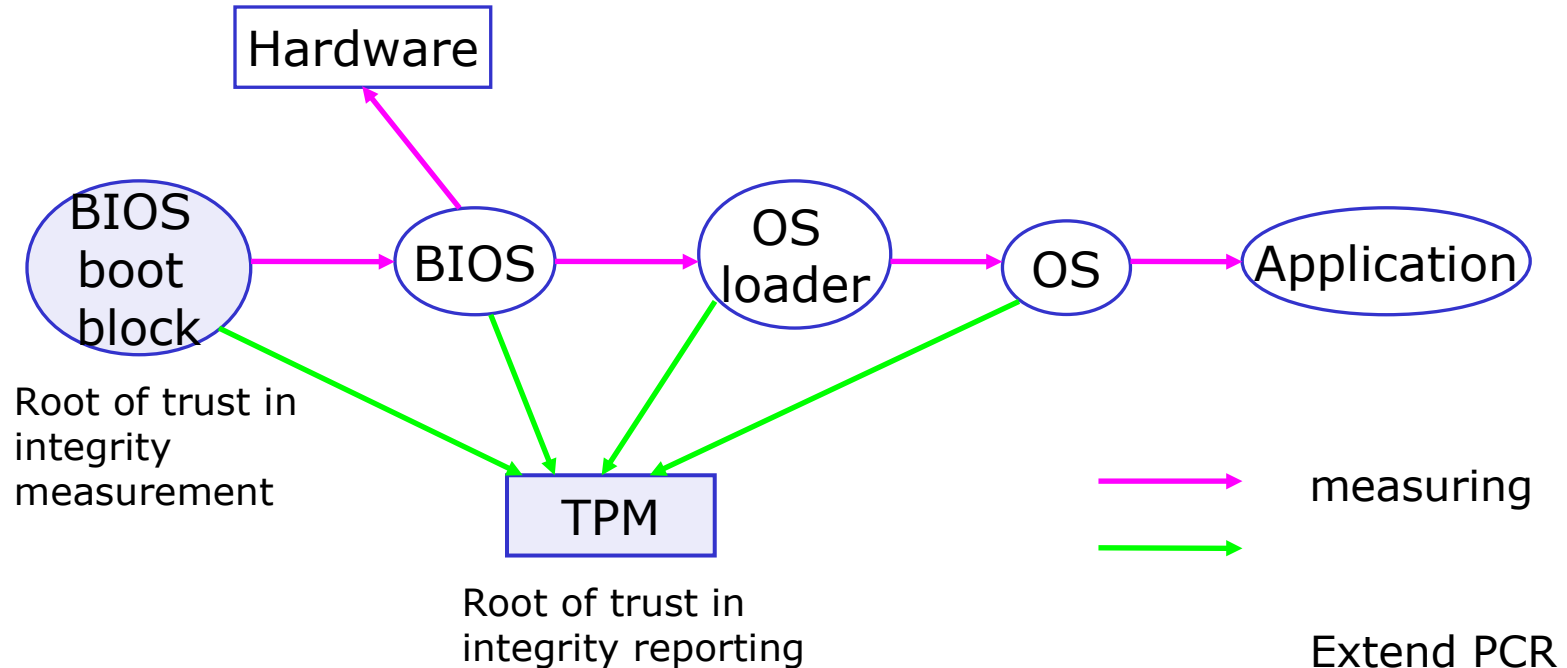 Hardware
BIOS
boot
block
BIOS
OS
loader
OS
Application
Root of trust in
integrity
measurement
TPM
measuring
Root of trust in
integrity reporting
Extend PCR